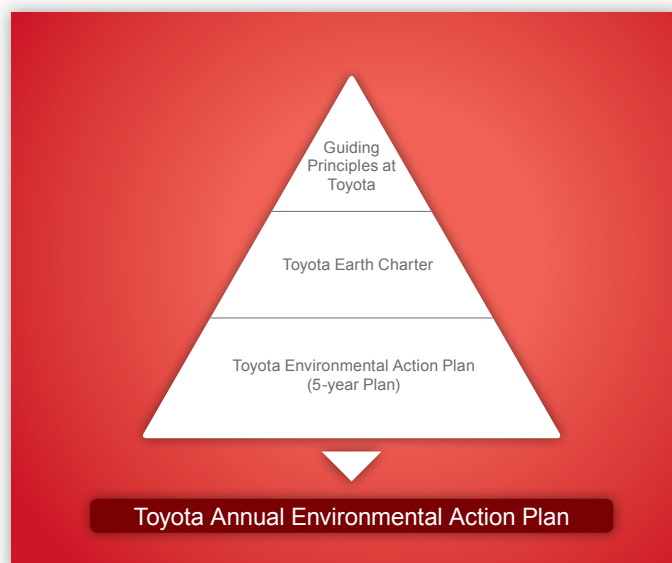 Guiding
Principles at
Toyota
Toyota Earth Charter
Toyota Environmental Action Plan
(5-year Plan)
Toyota Annual Environmental Action Plan